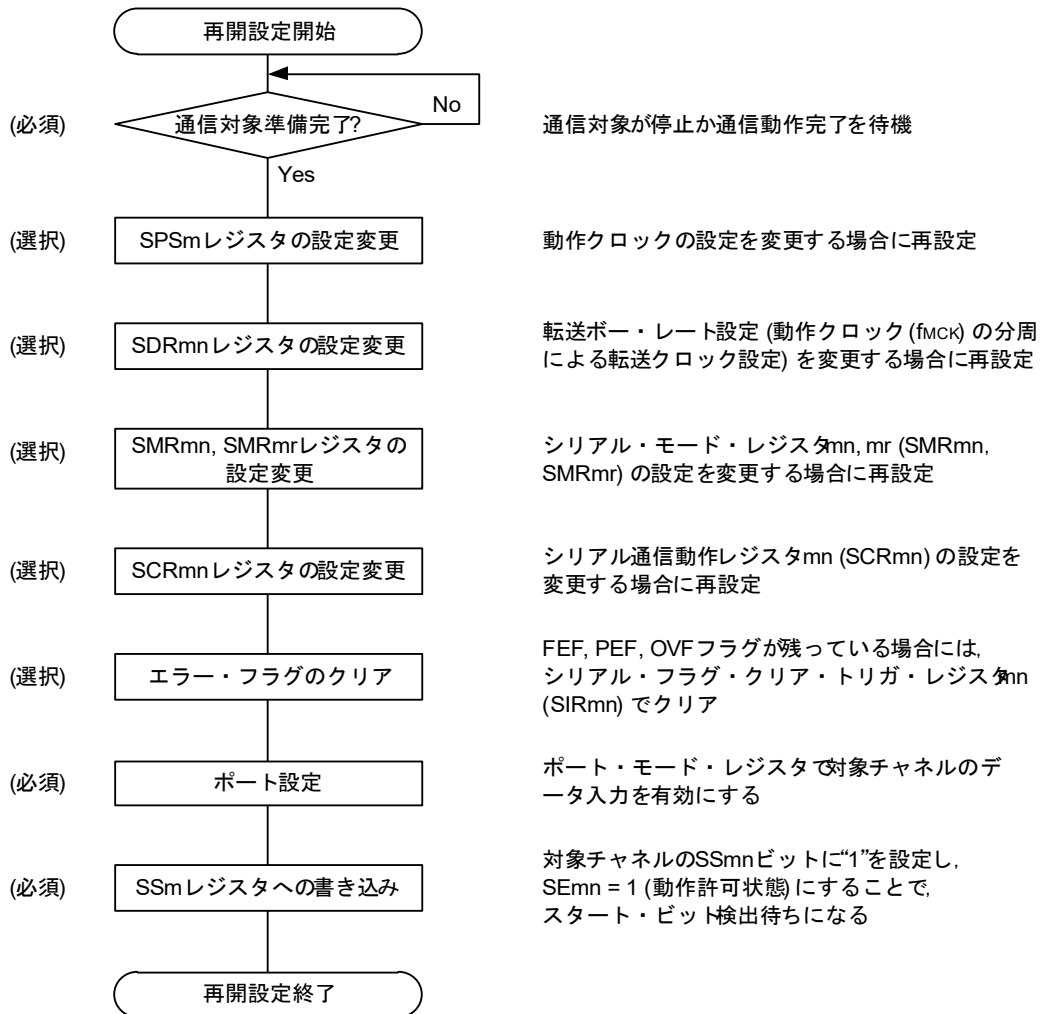 再開設定開始
No
(必須)
通信対象準備完了?
通信対象が停止か通信動作完了を待機
Yes
(選択)
SPSmレジスタの設定変更
動作クロックの設定を変更する場合に再設定
(選択)
SDRmnレジスタの設定変更
転送ボー・レート設定 (動作クロック (fMCK) の分周
による転送クロック設定) を変更する場合に再設定
(選択)
SMRmn, SMRmrレジスタの
設定変更
シリアル・モード・レジスタmn, mr (SMRmn,
SMRmr) の設定を変更する場合に再設定
(選択)
SCRmnレジスタの設定変更
シリアル通信動作レジスタmn (SCRmn) の設定を
変更する場合に再設定
(選択)
エラー・フラグのクリア
FEF, PEF, OVFフラグが残っている場合には,
シリアル・フラグ・クリア・トリガ・レジスタmn
(SIRmn) でクリア
(必須)
ポート設定
ポート・モード・レジスタで対象チャネルのデ
ータ入力を有効にする
(必須)
SSmレジスタへの書き込み
対象チャネルのSSmnビットに“1”を設定し,
SEmn = 1 (動作許可状態) にすることで,
スタート・ビット検出待ちになる
再開設定終了